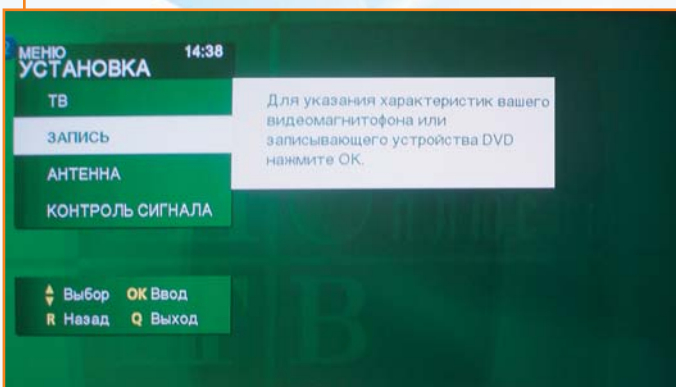 МЕНЮ 14:38
УСТАНОВКА
ТВ
ЗАПИСЬ
АНТЕННА
КОНТРОЛЬ СИГНАЛА
Для указания характеристик вашего
видеомагнитофона или
записывающего устройства DVD
нажмите OK.
Выбор OK Ввод
R Назад Q Выход
ТВ